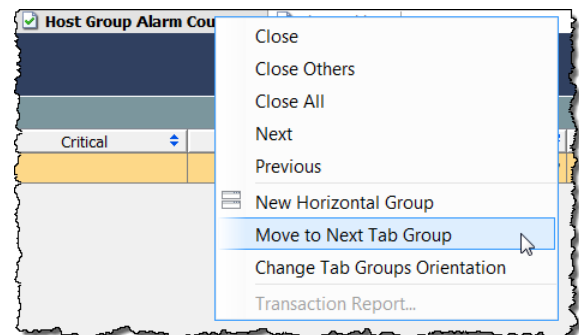 Host Group Alarm Cou
Close
Close Others
Close All
Critical
Next
Previous
New Horizontal Group
Move to Next Tab Group
Change Tab Groups Orientation
Transaction Report...